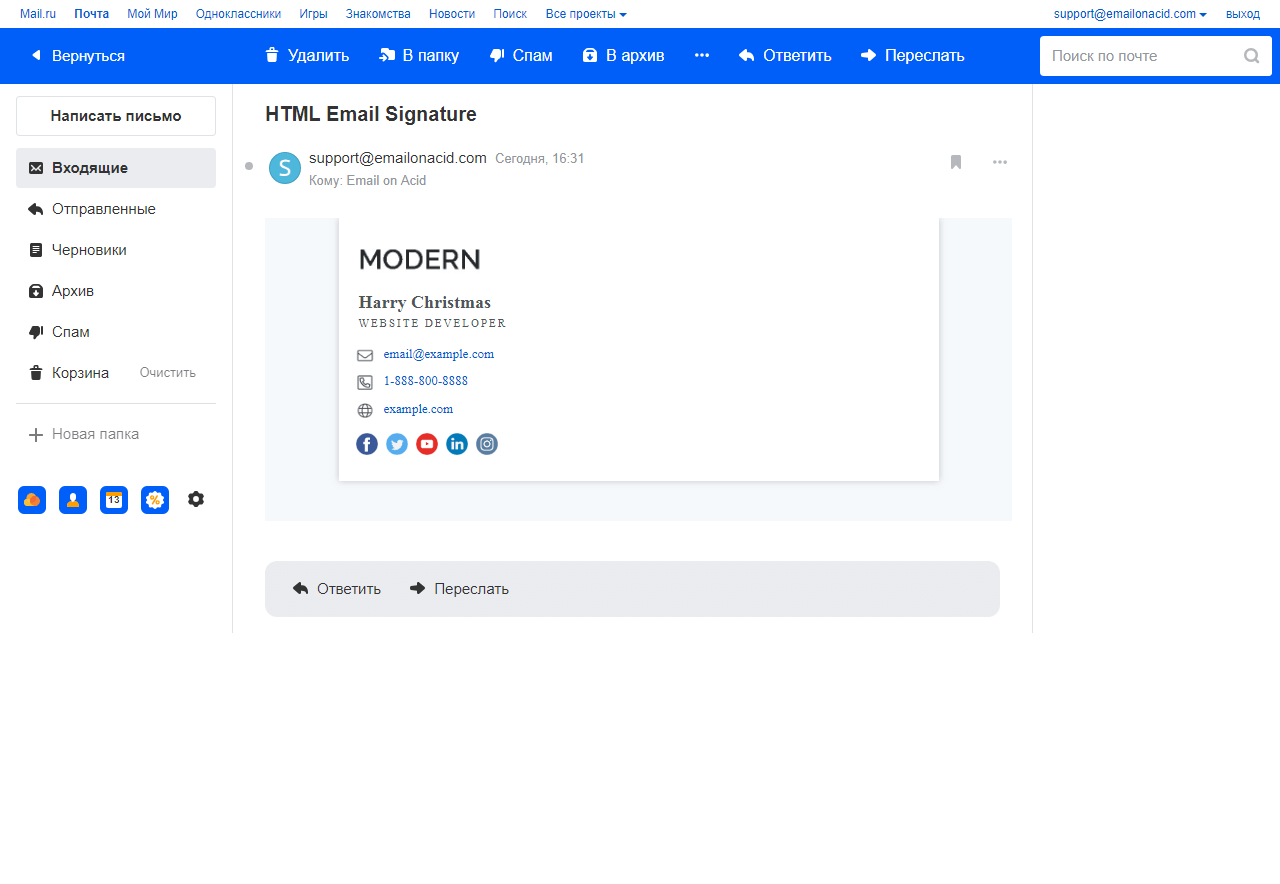 Mail.ru Почта Мой Мир Одноклассники Игры Знакомства Новости Поиск Все проекты support@emailonacid.com выход
Вернуться Удалить В папку Спам В архив Ответить Переслать Поиск по почте
Написать письмо
Входящие
Отправленные
Черновики
Архив
Спам
Корзина Очистить
Новая папка
13 %
HTML Email Signature
S support@emailonacid.com Сегодня, 16:31
Кому: Email on Acid
MODERN
Harry Christmas
WEBSITE DEVELOPER
email@example.com
1-888-800-8888
example.com
Ответить Переслать